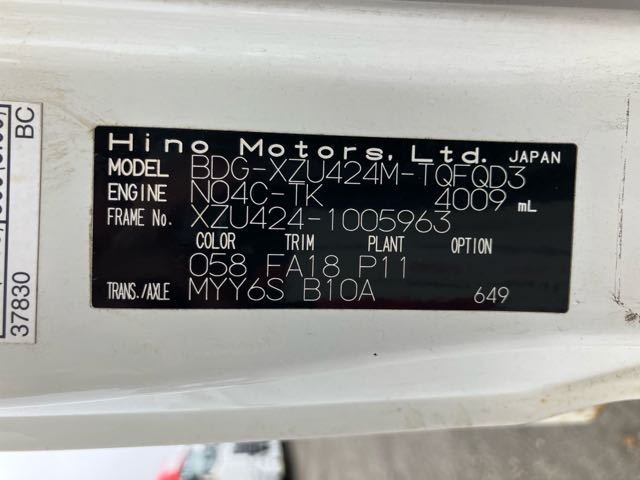 Hino Motors, Ltd. JAPAN
MODEL BDG-XZU424M-TQFQD3
ENGINE N04C-TK 4009 mL
FRAME No. XZU424-1005963
COLOR TRIM PLANT OPTION
058 FA18 P11
TRANS./AXLE MYY6S B10A 649
37830 BC